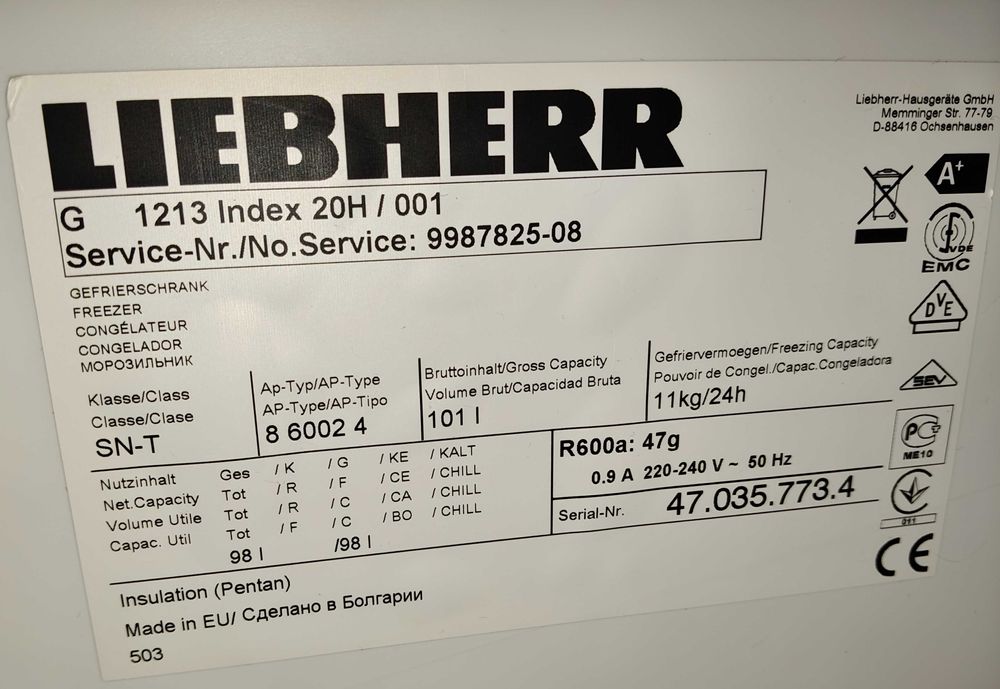 LIEBHERR
Liebherr-Hausgeräte GmbH
Memminger Str. 77-79
D-88416 Ochsenhausen
G 1213 Index 20H / 001
Service-Nr./No.Service: 9987825-08
A+
VDE
EMC
DVE
SEV
PC
ME10
011
CE
GEFRIERSCHRANK
FREEZER
CONGÉLATEUR
CONGELADOR
МОРОЗИЛЬНИК
Klasse/Class
Classe/Clase
SN-T
Ap-Typ/AP-Type
AP-Type/AP-Tipo
8 6002 4
Bruttoinhalt/Gross Capacity
Volume Brut/Capacidad Bruta
101 l
Gefriervermoegen/Freezing Capacity
Pouvoir de Congel./Capac.Congeladora
11kg/24h
Nutzinhalt Ges / K / G / KE / KALT
Net.Capacity Tot / R / F / CE / CHILL
Volume Utile Tot / R / C / CA / CHILL
Capac. Util Tot / F / C / BO / CHILL
98 l /98 l
R600a: 47g
0.9 A 220-240 V ~ 50 Hz
Serial-Nr. 47.035.773.4
Insulation (Pentan)
Made in EU/ Сделано в Болгарии
503